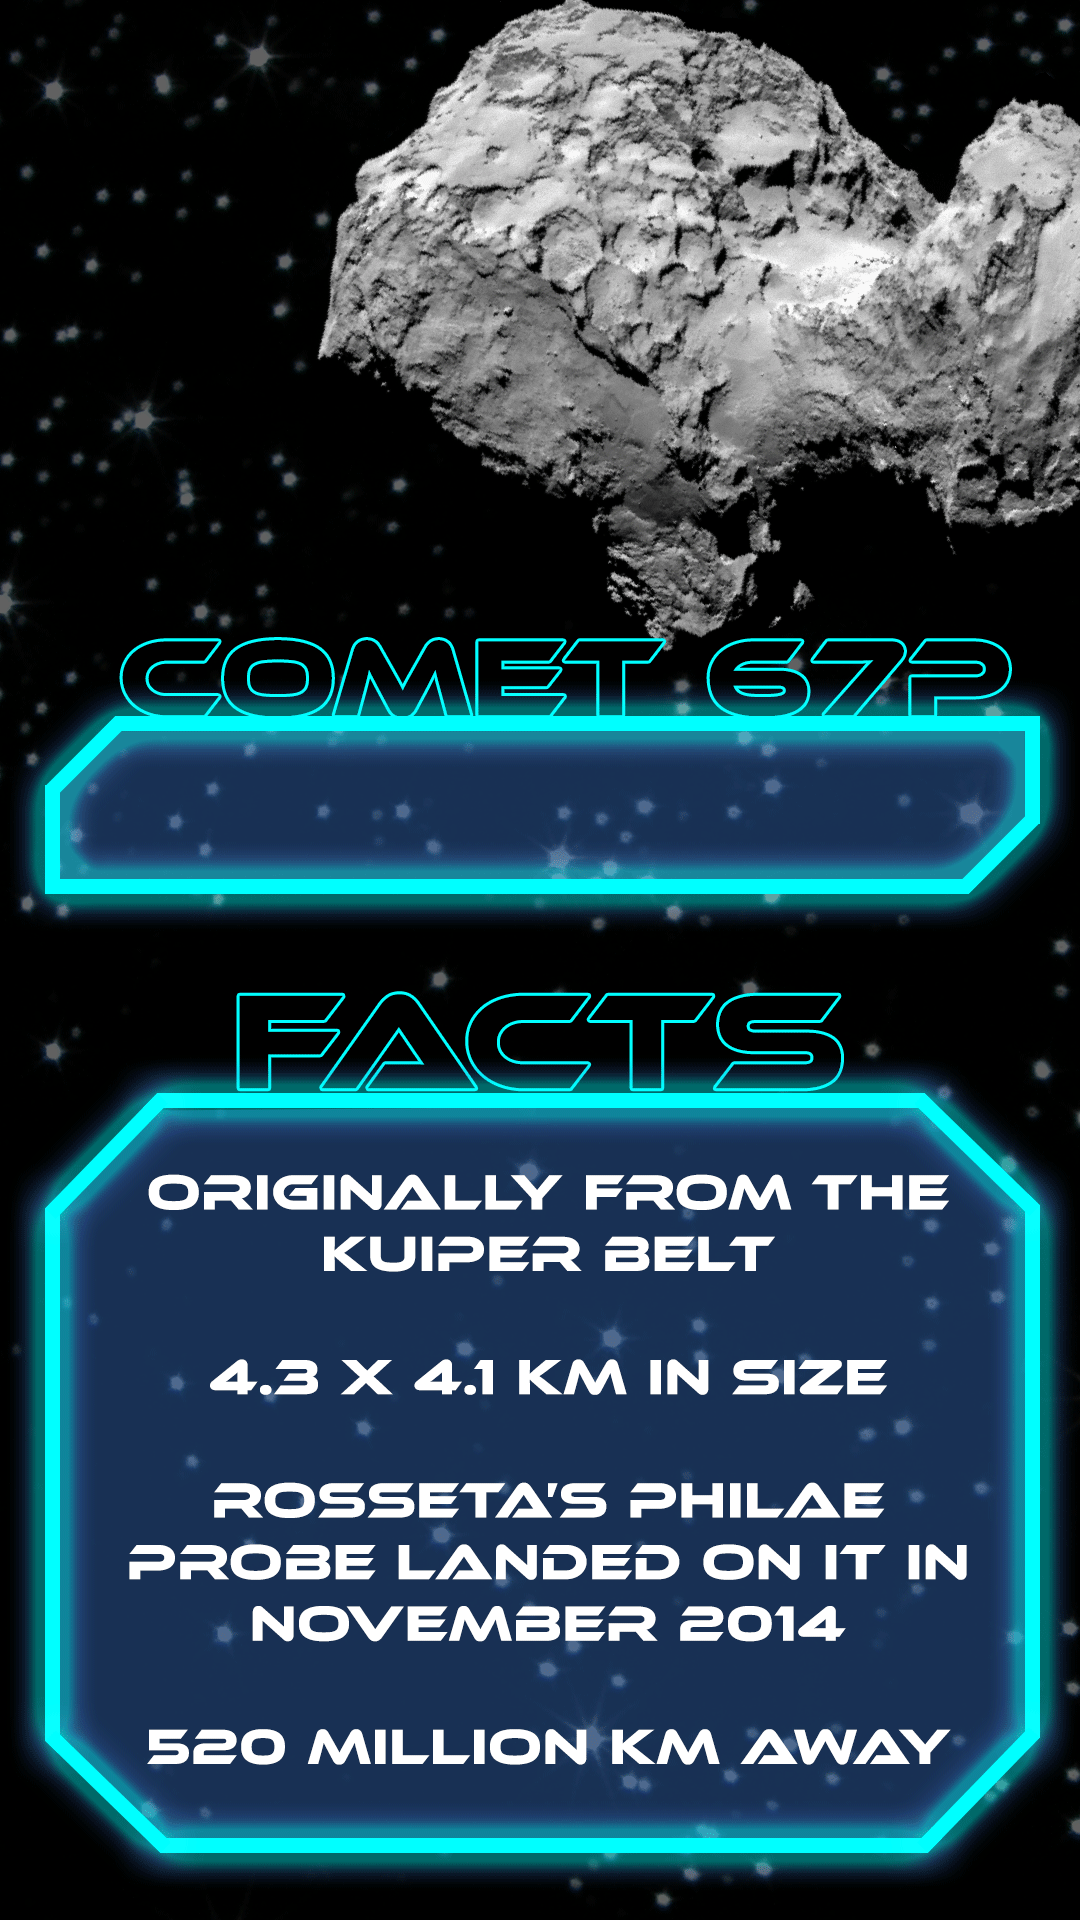 COMET 67P
FACTS
ORIGINALLY FROM THE
KUIPER BELT
4.3 X 4.1 KM IN SIZE
ROSSETA'S PHILAE
PROBE LANDED ON IT IN
NOVEMBER 2014
520 MILLION KM AWAY